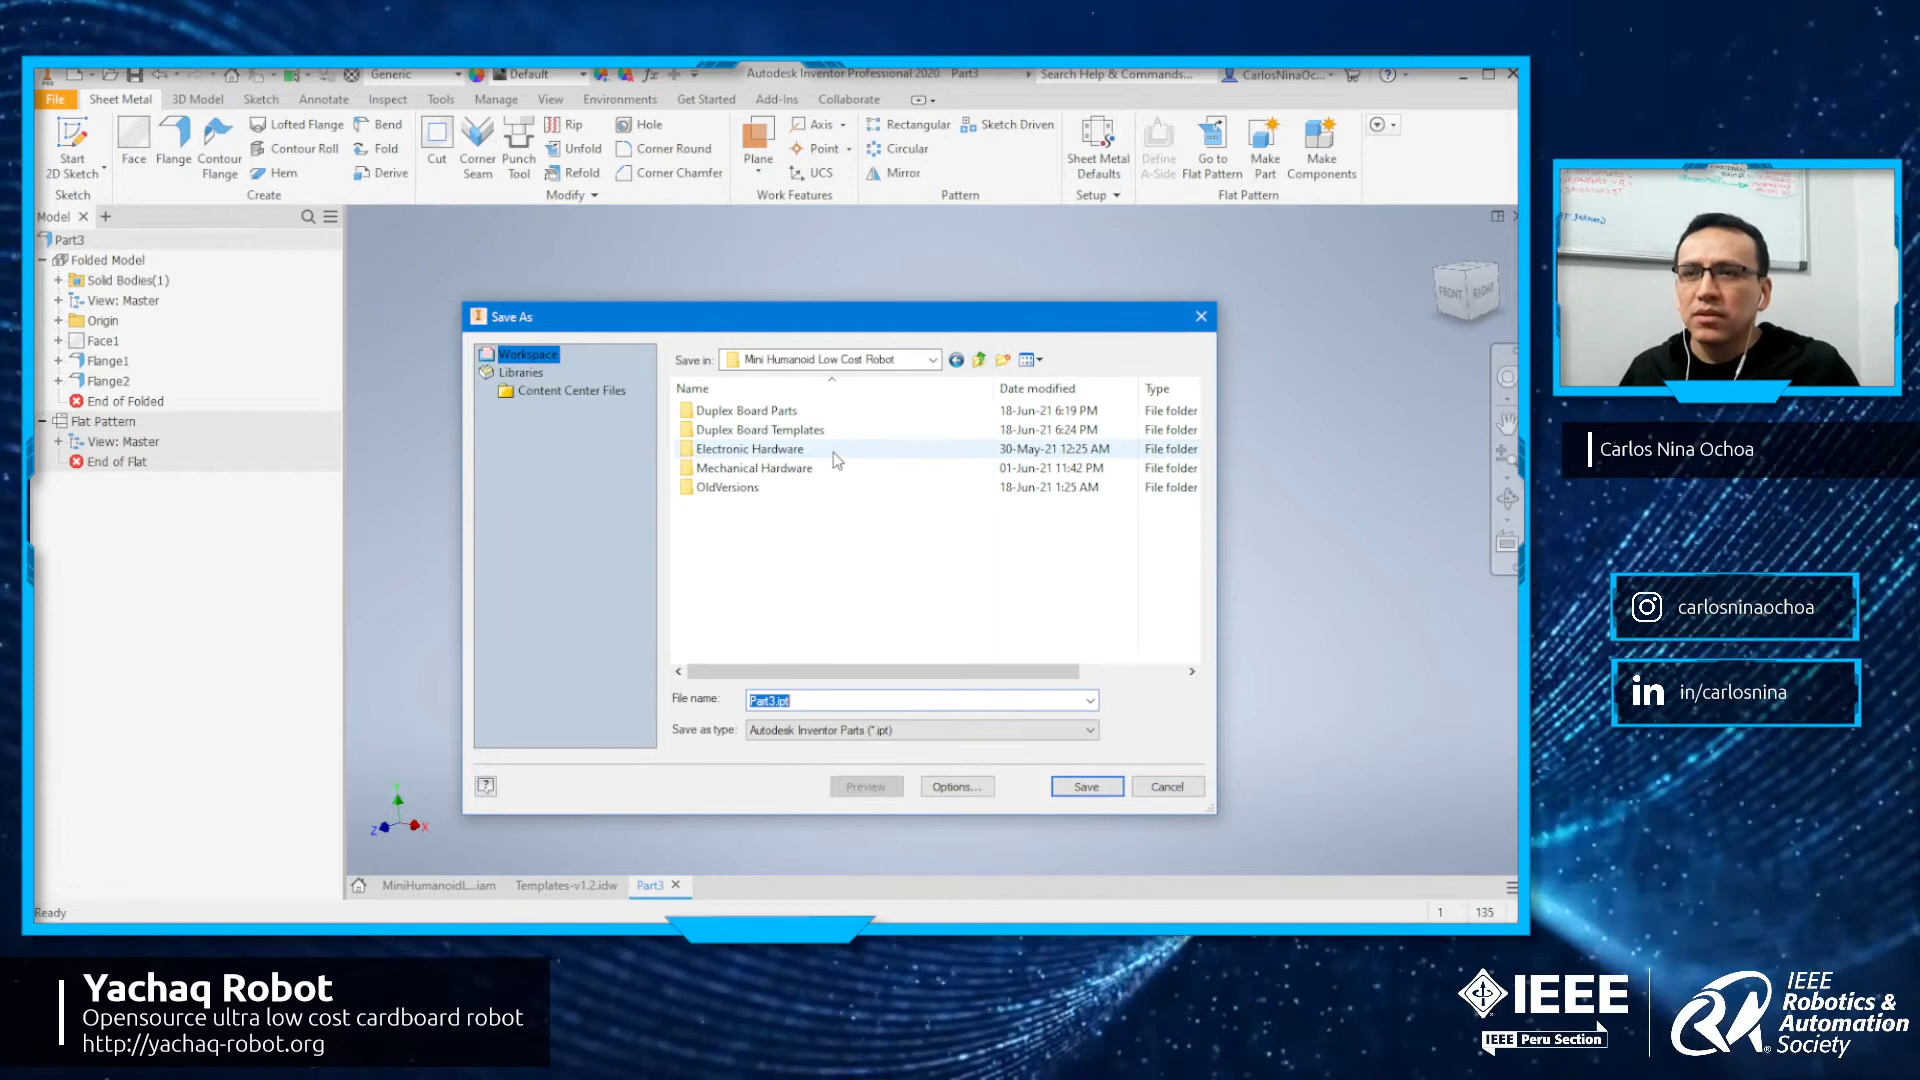 Generic
Default
Autodesk Inventor Professional 2020 Part3
Search Help & Commands...
CarlosNinaOc...
File
Sheet Metal
3D Model
Sketch
Annotate
Inspect
Tools
Manage
View
Environments
Get Started
Add-Ins
Collaborate
Start
2D Sketch
Sketch
Face
Flange
Contour
Flange
Lofted Flange
Contour Roll
Hem
Bend
Fold
Derive
Create
Cut
Corner
Seam
Punch
Tool
Rip
Unfold
Refold
Hole
Corner Round
Corner Chamfer
Modify
Plane
Axis
Point
UCS
Work Features
Rectangular
Circular
Mirror
Sketch Driven
Pattern
Sheet Metal
Defaults
Setup
Define
A-Side
Go to
Flat Pattern
Make
Part
Make
Components
Flat Pattern
Model
Part3
Folded Model
Solid Bodies(1)
View: Master
Origin
Face1
Flange1
Flange2
End of Folded
Flat Pattern
View: Master
End of Flat
FRONT
RIGHT
Save As
Workspace
Libraries
Content Center Files
Save in:
Mini Humanoid Low Cost Robot
Name
Date modified
Type
Duplex Board Parts 18-Jun-21 6:19 PM File folder
Duplex Board Templates 18-Jun-21 6:24 PM File folder
Electronic Hardware 30-May-21 12:25 AM File folder
Mechanical Hardware 01-Jun-21 11:42 PM File folder
OldVersions 18-Jun-21 1:25 AM File folder
File name: Part3.ipt
Save as type: Autodesk Inventor Parts (*.ipt)
Preview
Options...
Save
Cancel
Y
Z
X
MiniHumanoidL...iam
Templates-v1.2.idw
Part3
Ready
1
135
Carlos Nina Ochoa
carlosninaochoa
in/carlosnina
Yachaq Robot
Opensource ultra low cost cardboard robot
http://yachaq-robot.org
IEEE
IEEE Peru Section
IEEE
Robotics &
Automation
Society